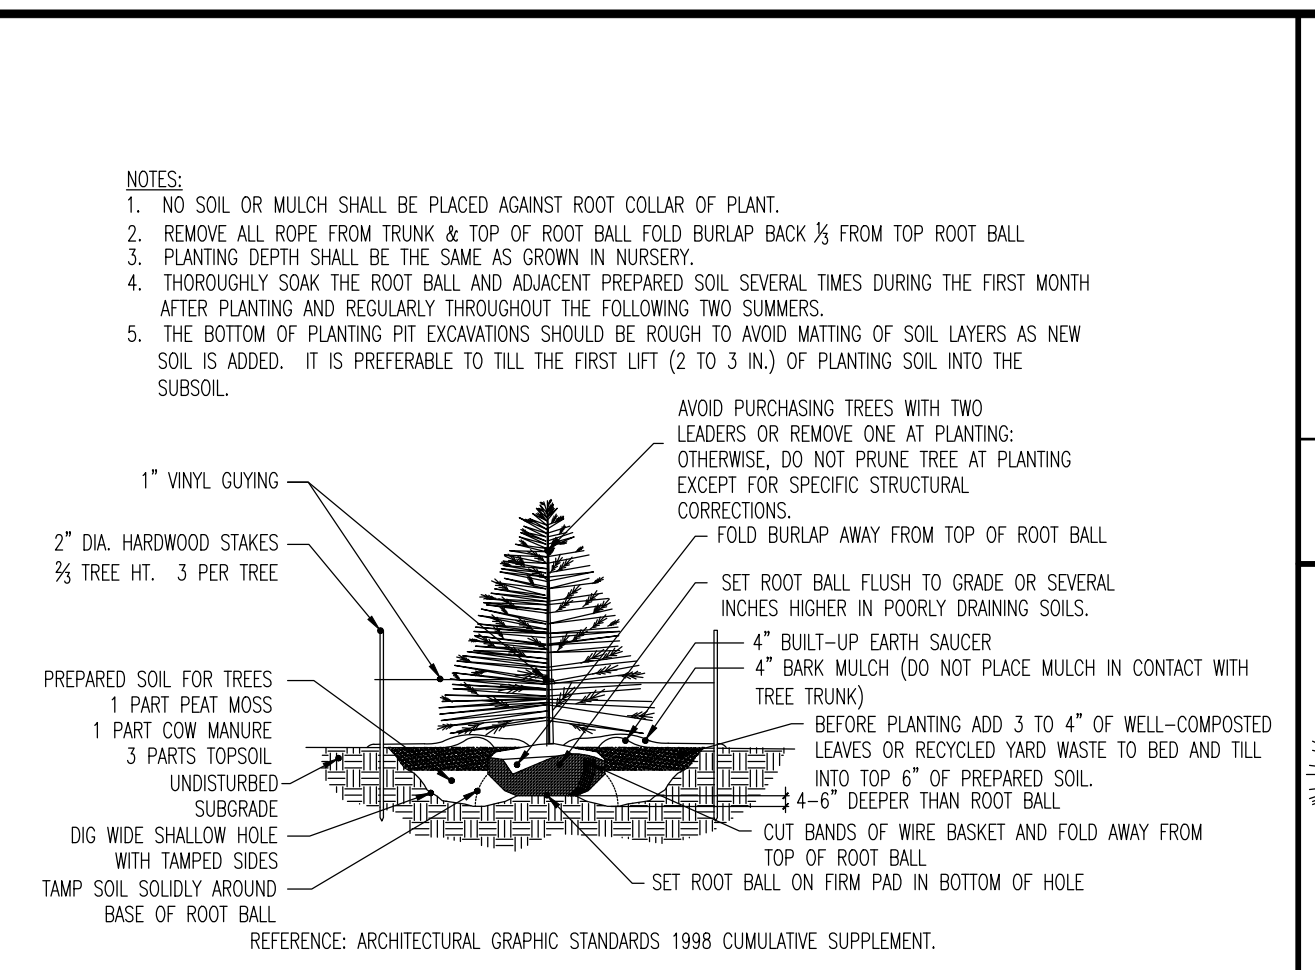 NOTES:
1. NO SOIL OR MULCH SHALL BE PLACED AGAINST ROOT COLLAR OF PLANT.
2. REMOVE ALL ROPE FROM TRUNK & TOP OF ROOT BALL FOLD BURLAP BACK ⅓ FROM TOP ROOT BALL
3. PLANTING DEPTH SHALL BE THE SAME AS GROWN IN NURSERY.
4. THOROUGHLY SOAK THE ROOT BALL AND ADJACENT PREPARED SOIL SEVERAL TIMES DURING THE FIRST MONTH
AFTER PLANTING AND REGULARLY THROUGHOUT THE FOLLOWING TWO SUMMERS.
5. THE BOTTOM OF PLANTING PIT EXCAVATIONS SHOULD BE ROUGH TO AVOID MATTING OF SOIL LAYERS AS NEW
SOIL IS ADDED. IT IS PREFERABLE TO TILL THE FIRST LIFT (2 TO 3 IN.) OF PLANTING SOIL INTO THE
SUBSOIL.
AVOID PURCHASING TREES WITH TWO
LEADERS OR REMOVE ONE AT PLANTING:
OTHERWISE, DO NOT PRUNE TREE AT PLANTING
EXCEPT FOR SPECIFIC STRUCTURAL
CORRECTIONS.
1" VINYL GUYING
2" DIA. HARDWOOD STAKES
⅔ TREE HT. 3 PER TREE
FOLD BURLAP AWAY FROM TOP OF ROOT BALL
SET ROOT BALL FLUSH TO GRADE OR SEVERAL
INCHES HIGHER IN POORLY DRAINING SOILS.
4" BUILT-UP EARTH SAUCER
4" BARK MULCH (DO NOT PLACE MULCH IN CONTACT WITH
TREE TRUNK)
PREPARED SOIL FOR TREES
1 PART PEAT MOSS
1 PART COW MANURE
3 PARTS TOPSOIL
BEFORE PLANTING ADD 3 TO 4" OF WELL-COMPOSTED
LEAVES OR RECYCLED YARD WASTE TO BED AND TILL
INTO TOP 6" OF PREPARED SOIL.
UNDISTURBED
SUBGRADE
4-6" DEEPER THAN ROOT BALL
DIG WIDE SHALLOW HOLE
WITH TAMPED SIDES
CUT BANDS OF WIRE BASKET AND FOLD AWAY FROM
TOP OF ROOT BALL
TAMP SOIL SOLIDLY AROUND
BASE OF ROOT BALL
SET ROOT BALL ON FIRM PAD IN BOTTOM OF HOLE
REFERENCE: ARCHITECTURAL GRAPHIC STANDARDS 1998 CUMULATIVE SUPPLEMENT.